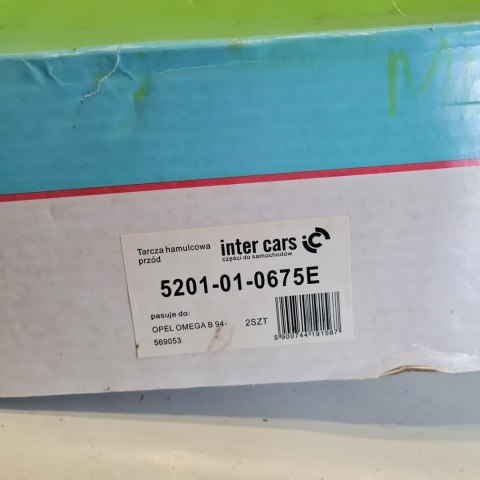 Tarcza hamulcowa
przód
inter cars
części do samochodów
5201-01-0675E
pasuje do:
OPEL OMEGA B 94- 2SZT
569053
5 900744 191567